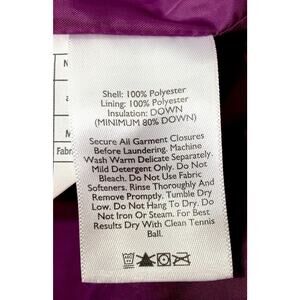 Shell: 100% Polyester
Lining: 100% Polyester
Insulation: DOWN
(MINIMUM 80% DOWN)
Secure All Garment Closures
Before Laundering. Machine
Wash Warm Delicate Separately.
Mild Detergent Only. Do Not
Bleach. Do Not Use Fabric
Softeners. Rinse Thoroughly And
Remove Promptly. Tumble Dry
Low. Do Not Hang To Dry. Do
Not Iron Or Steam. For Best
Results Dry With Clean Tennis
Ball.
Fabri